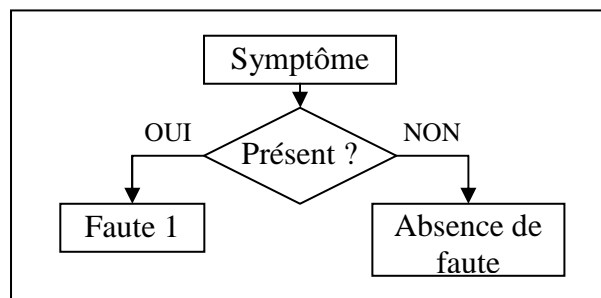 Symptôme
OUI
NON
Présent ?
Faute 1
Absence de
faute